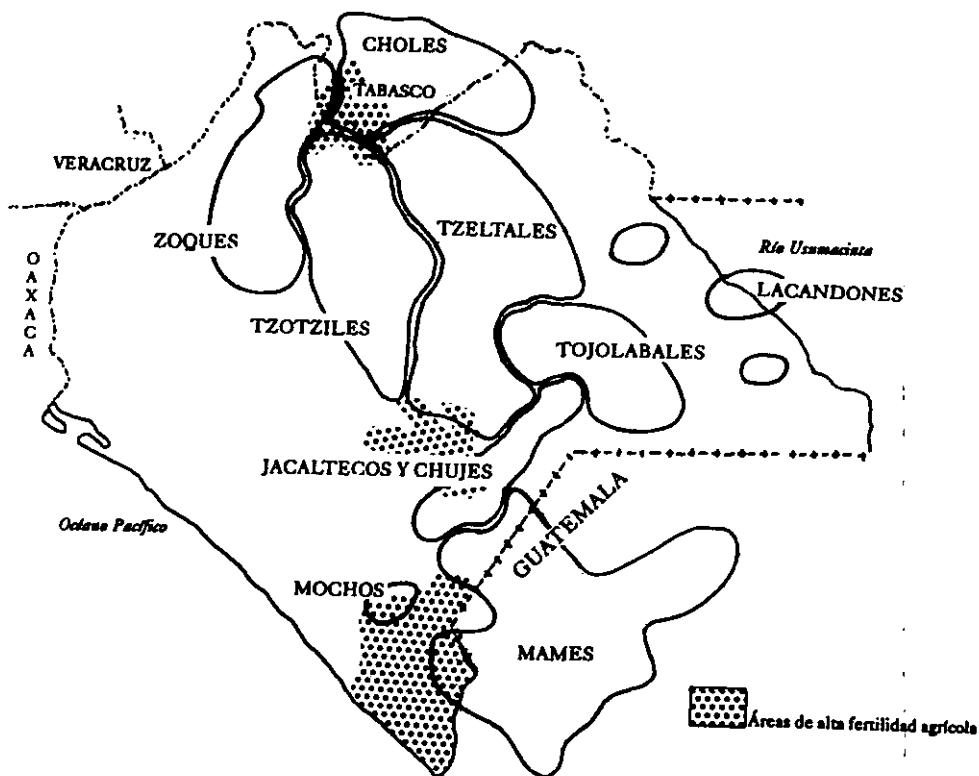 CHOLES
TABASCO
VERACRUZ
OAXACA
ZOQUES
TZELTALES
Río Usumacinta
LACANDONES
TZOTZILES
TOJOLABALES
JACALTECOS Y CHUJES
Océano Pacífico
GUATEMALA
MOCHOS
MAMES
Áreas de alta fertilidad agrícola